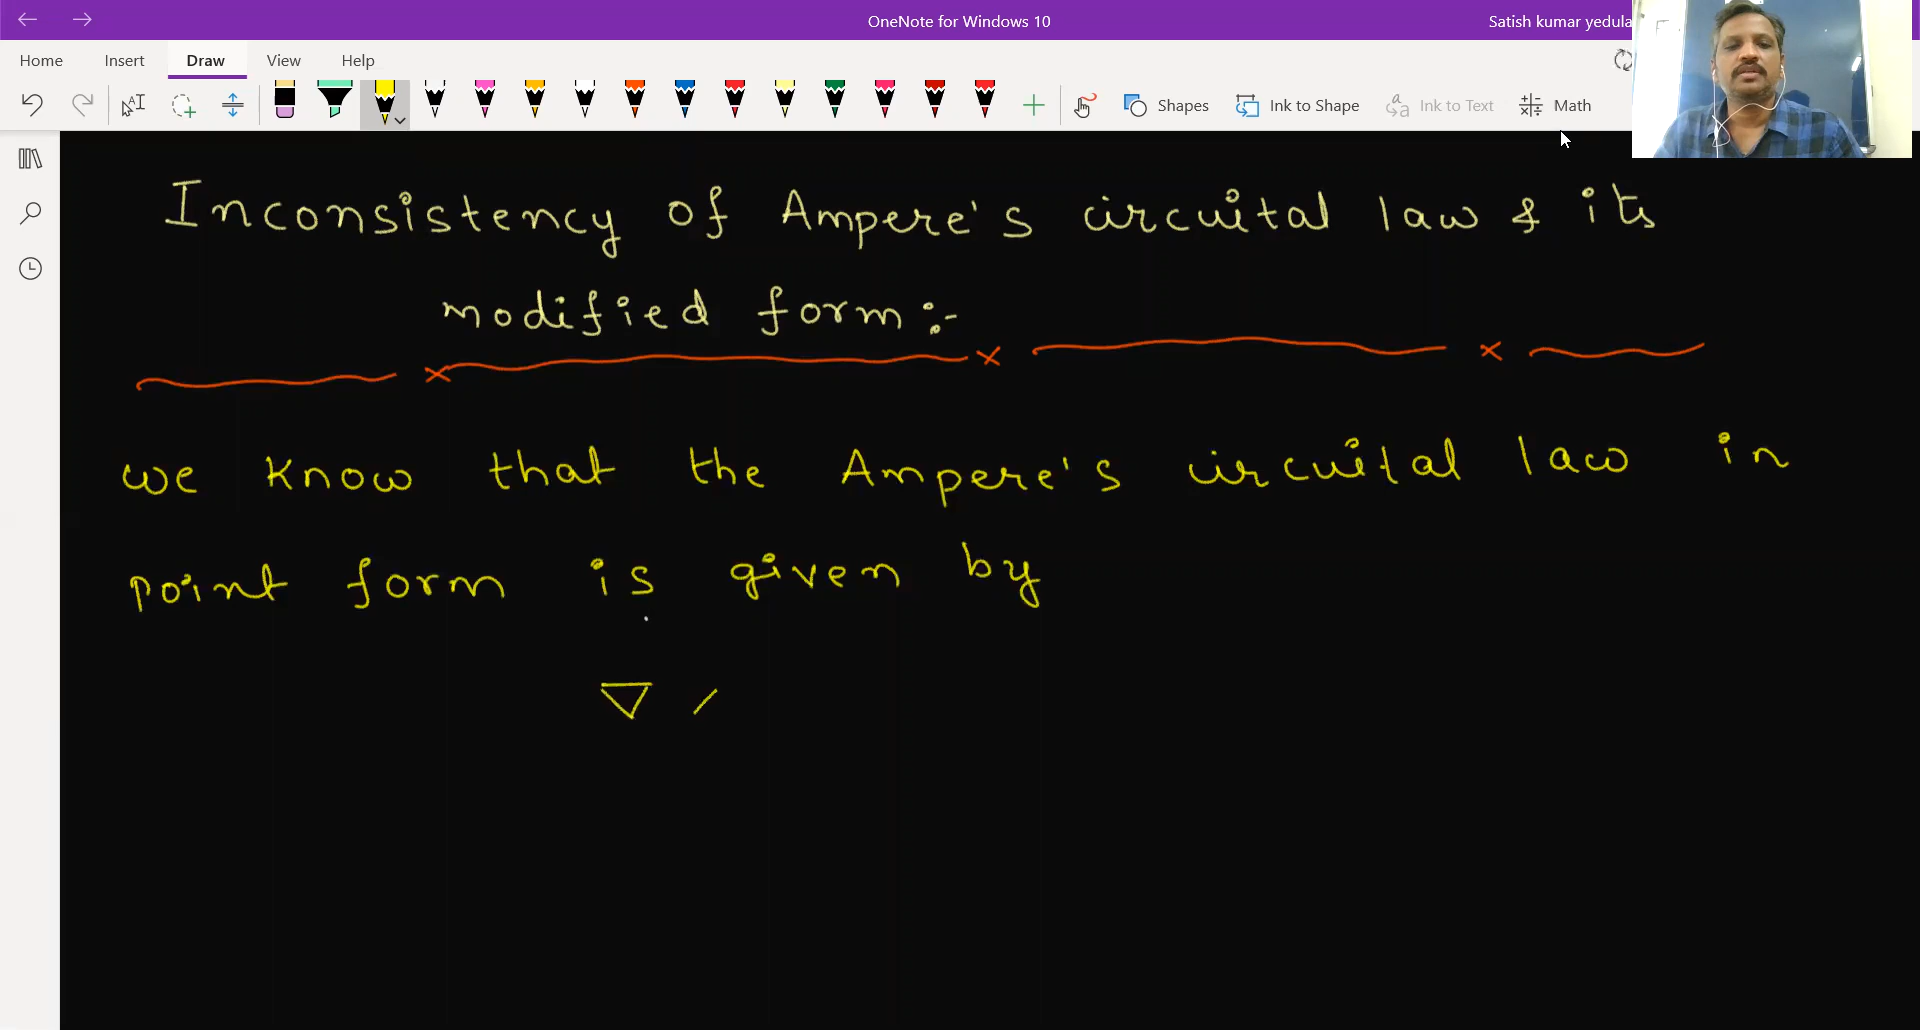 OneNote for Windows 10
Satish kumar yedula
Home Insert Draw View Help
Shapes Ink to Shape Ink to Text Math
Inconsistency of Ampere's circuital law & its
modified form:-
we know that the Ampere's circuital law in
point form is given by
∇